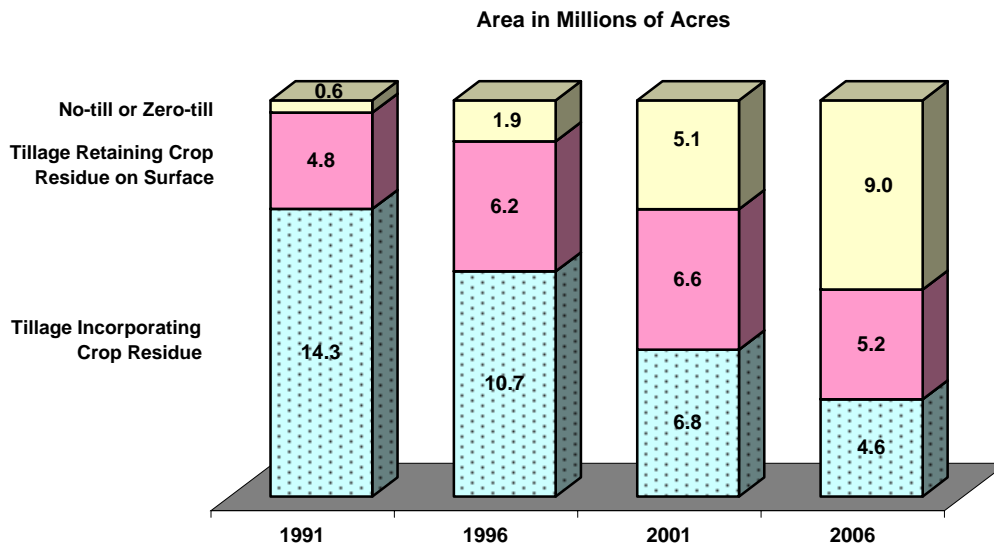 Area in Millions of Acres
No-till or Zero-till
Tillage Retaining Crop
Residue on Surface
Tillage Incorporating
Crop Residue
0.6
4.8
14.3
1.9
6.2
10.7
5.1
6.6
6.8
9.0
5.2
4.6
1991
1996
2001
2006